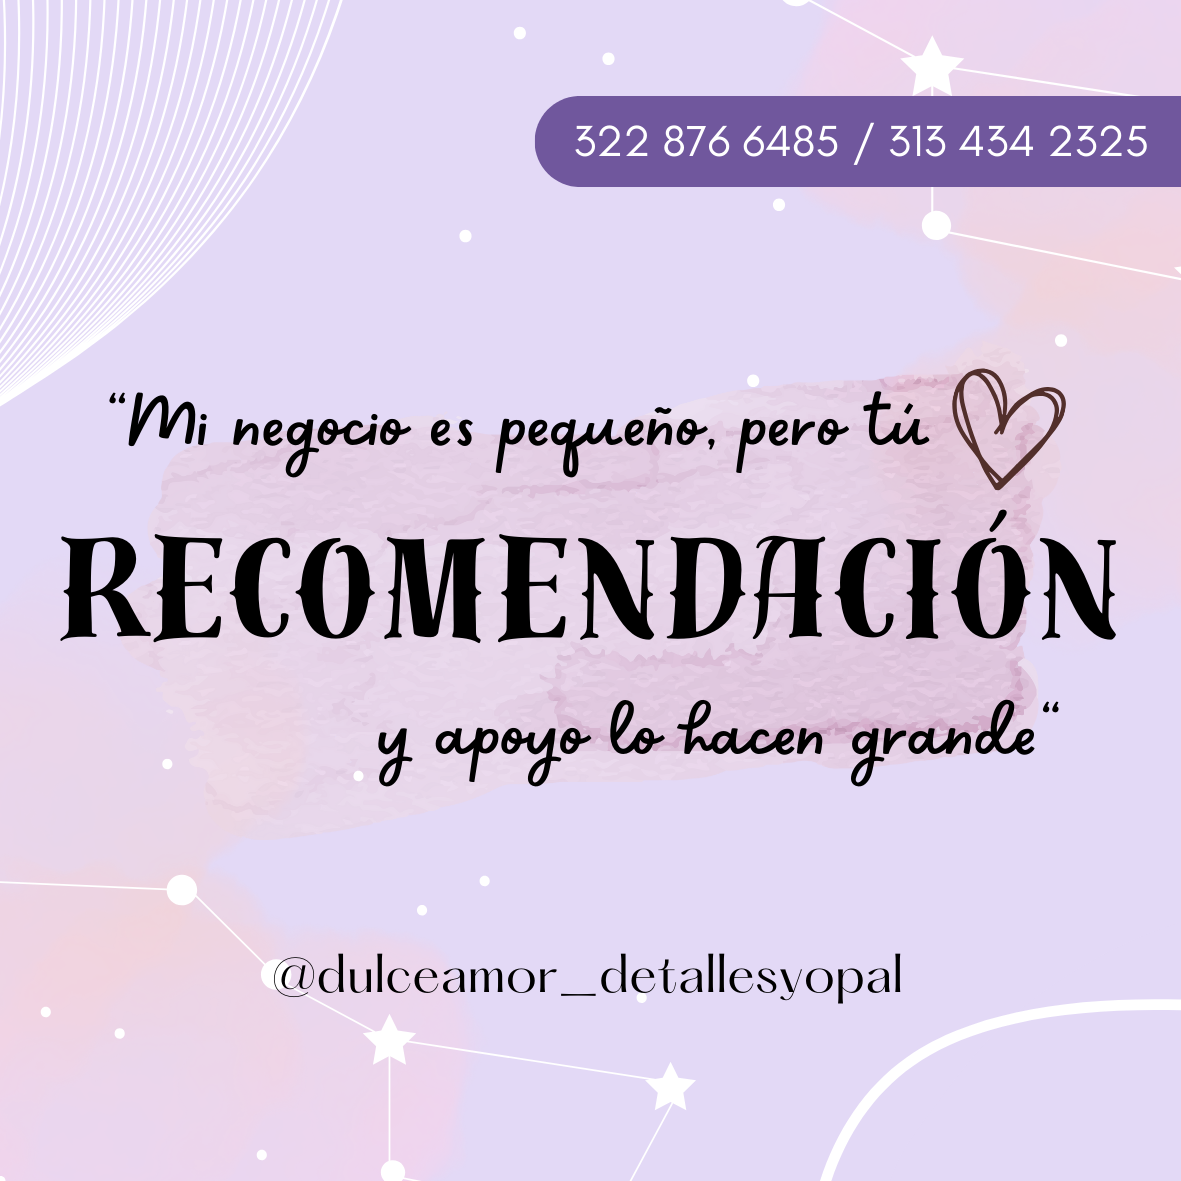 322 876 6485 / 313 434 2325
“Mi negocio es pequeño, pero tú
RECOMENDACIÓN
y apoyo lo hacen grande“
@dulceamor_detallesyopal